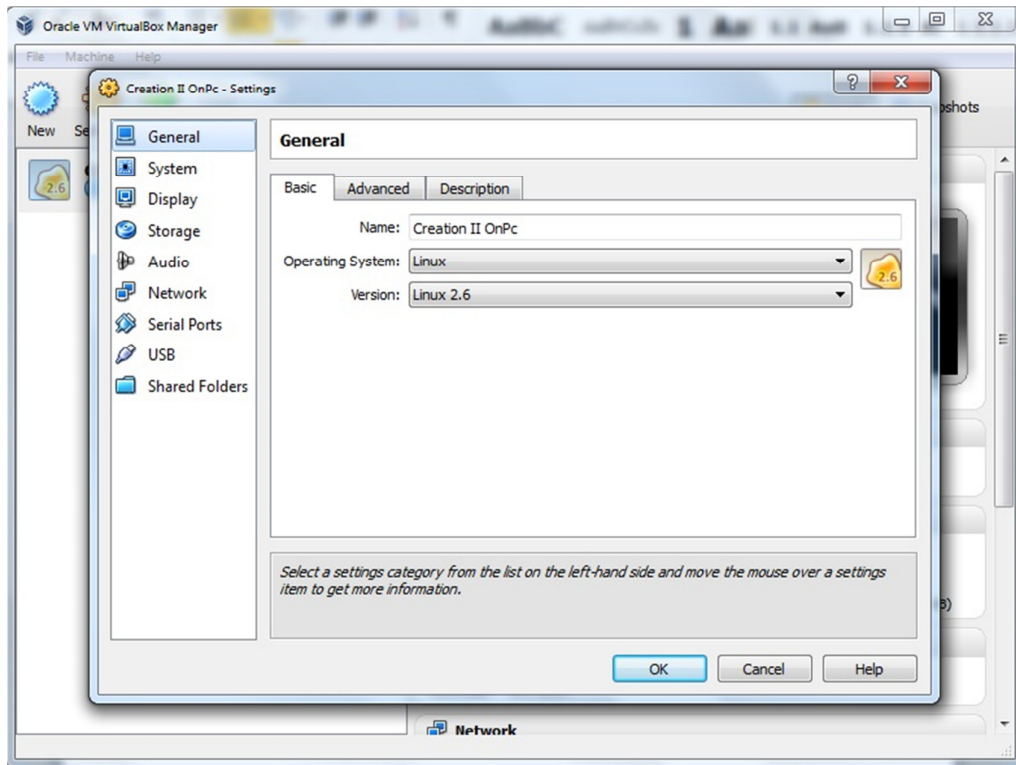 Oracle VM VirtualBox Manager
File Machine Help
Creation II OnPc - Settings
New
pshots
2.6
General
System
Display
Storage
Audio
Network
Serial Ports
USB
Shared Folders
General
Basic Advanced Description
Name: Creation II OnPc
Operating System: Linux
2.6
Version: Linux 2.6
Select a settings category from the list on the left-hand side and move the mouse over a settings
item to get more information.
OK Cancel Help
Network